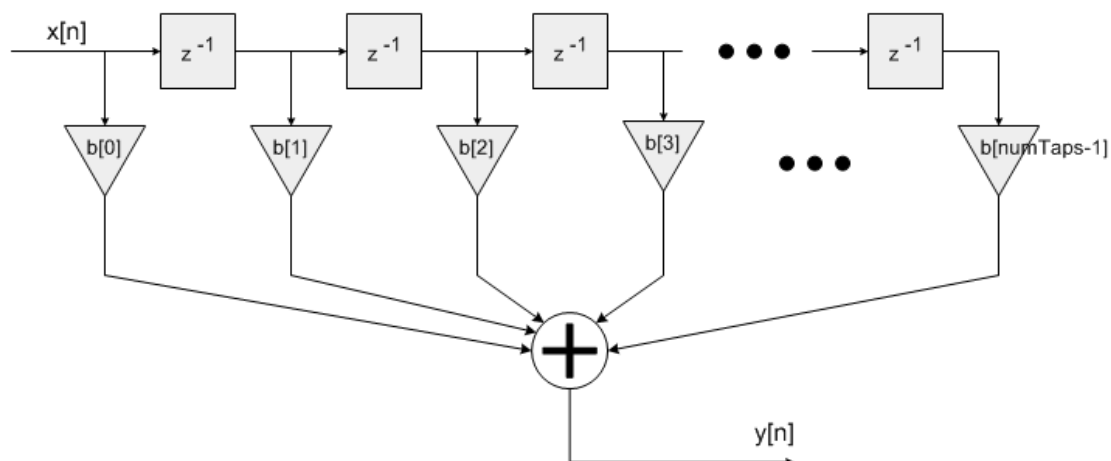 x[n]
z -1
z -1
z -1
z -1
b[0]
b[1]
b[2]
b[3]
b[numTaps-1]
y[n]